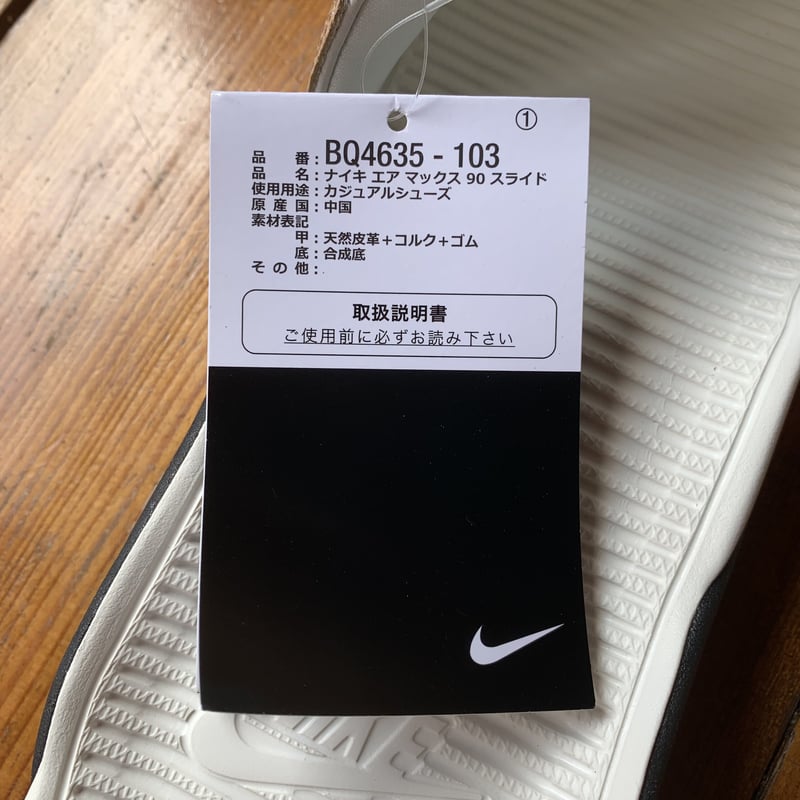 ①
品番：BQ4635 - 103
品名：ナイキ エア マックス 90 スライド
使用用途：カジュアルシューズ
原産国：中国
素材表記
甲：天然皮革＋コルク＋ゴム
底：合成底
その他：
取扱説明書
ご使用前に必ずお読み下さい
NIKE